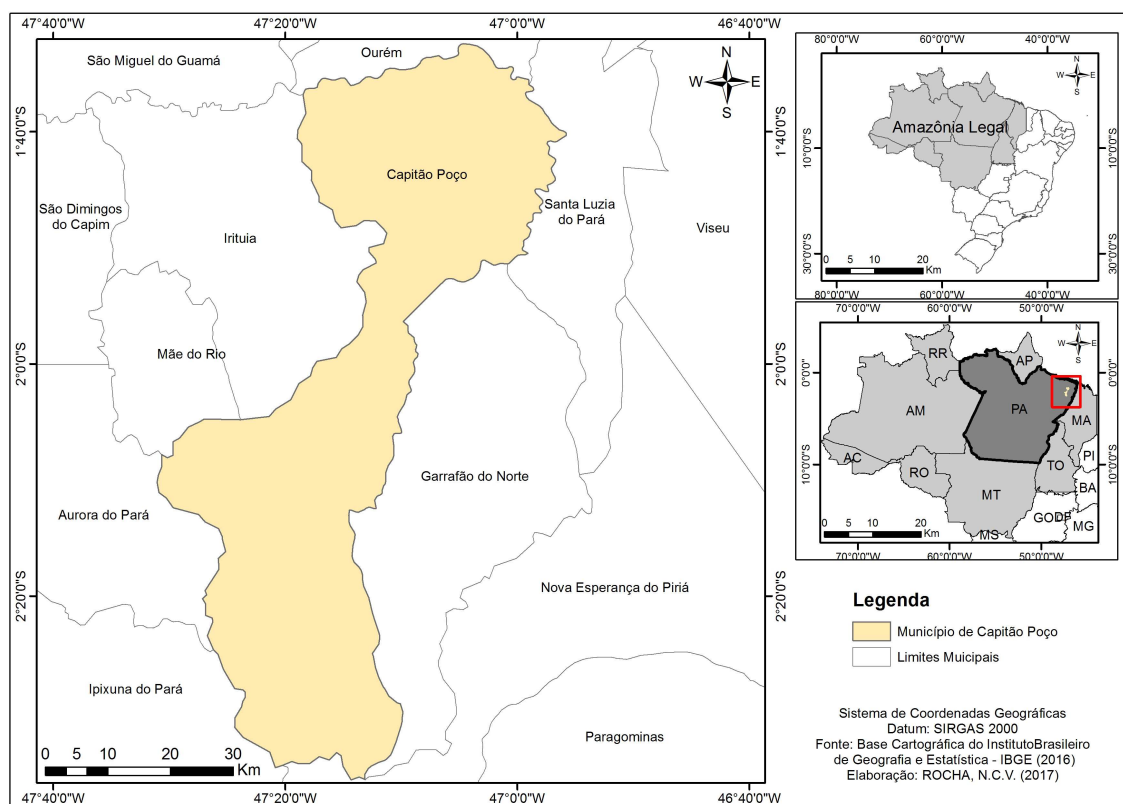 47°40'0"W
47°20'0"W
47°0'0"W
46°40'0"W
1°40'0"S
2°0'0"S
2°20'0"S
1°40'0"S
2°0'0"S
2°20'0"S
47°40'0"W
47°20'0"W
47°0'0"W
46°40'0"W
São Miguel do Guamá
Ourém
N
W E
S
Capitão Poço
São Dimingos
do Capim
Irituia
Santa Luzia
do Pará
Viseu
Mãe do Rio
Garrafão do Norte
Aurora do Pará
Nova Esperança do Piriá
Ipixuna do Pará
Paragominas
0 5 10 20 30
Km
80°0'0"W
60°0'0"W
40°0'0"W
N
W E
S
Amazônia Legal
10°0'0"S
30°0'0"S
10°0'0"S
30°0'0"S
0 5 10 20
Km
80°0'0"W
60°0'0"W
40°0'0"W
70°0'0"W
60°0'0"W
50°0'0"W
N
W E
S
RR
AP
0°0'0"
10°0'0"S
0°0'0"
10°0'0"S
AM
PA
MA
AC
RO
TO
PI
MT
BA
GO
DF
MG
MS
0 5 10 20
Km
70°0'0"W
60°0'0"W
50°0'0"W
Legenda
Município de Capitão Poço
Limites Muicipais
Sistema de Coordenadas Geográficas
Datum: SIRGAS 2000
Fonte: Base Cartográfica do InstitutoBrasileiro
de Geografia e Estatística - IBGE (2016)
Elaboração: ROCHA, N.C.V. (2017)